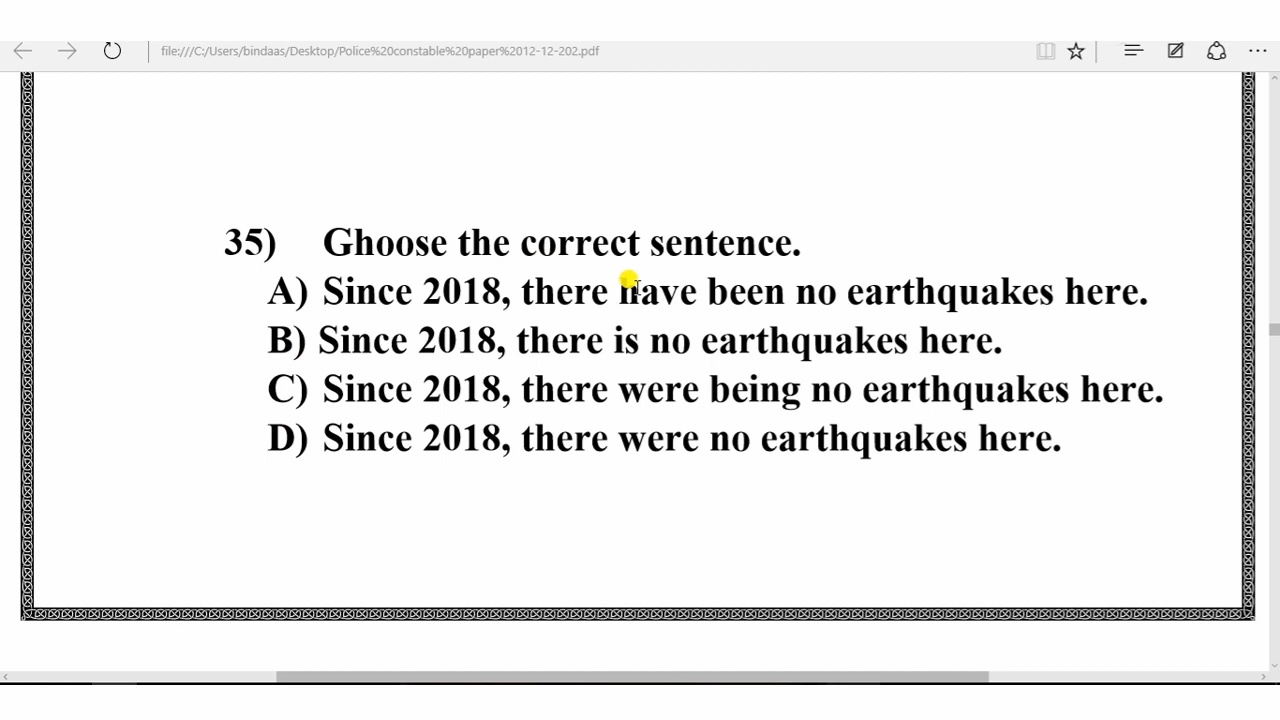 file:///C:/Users/bindaas/Desktop/Police%20constable%20paper%2012-12-202.pdf
35) Ghoose the correct sentence.
A) Since 2018, there have been no earthquakes here.
B) Since 2018, there is no earthquakes here.
C) Since 2018, there were being no earthquakes here.
D) Since 2018, there were no earthquakes here.